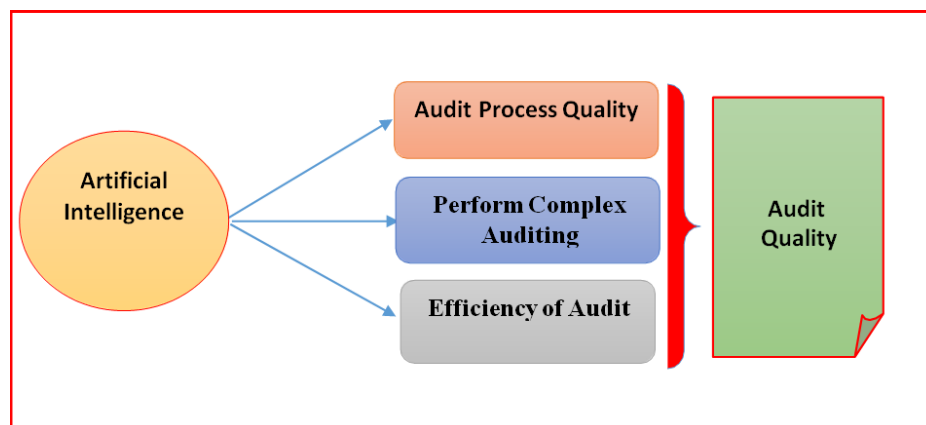 Artificial
Intelligence
Audit Process Quality
Perform Complex
Auditing
Efficiency of Audit
Audit
Quality